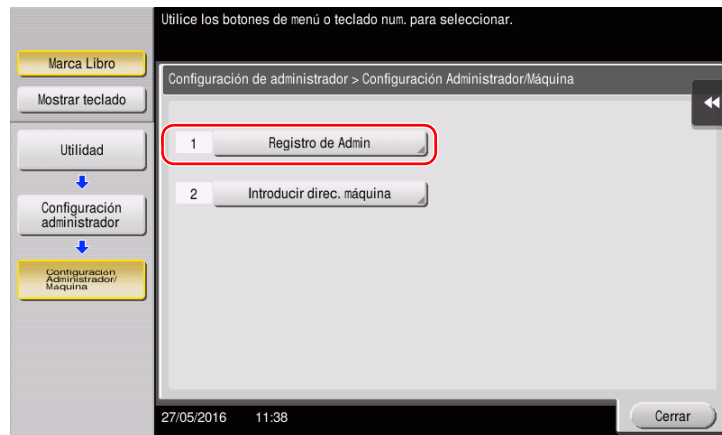 Utilice los botones de menú o teclado num. para seleccionar.
Marca Libro
Mostrar teclado
Utilidad
Configuración
administrador
Configuración
Administrador/
Máquina
Configuración de administrador > Configuración Administrador/Máquina
1 Registro de Admin
2 Introducir direc. máquina
27/05/2016 11:38
Cerrar